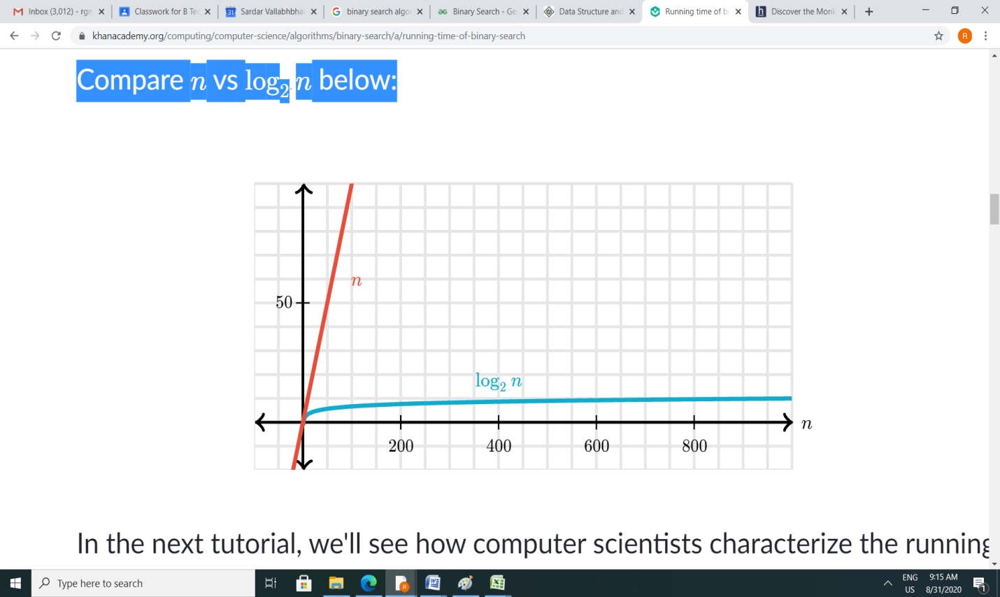 Inbox (3,012) - rgm
Classwork for B Te
Sardar Vallabhbhai
binary search algo
Binary Search - Ge
Data Structure and
Running time of bi
Discover the Monk
khanacademy.org/computing/computer-science/algorithms/binary-search/a/running-time-of-binary-search
R
Compare n vs log₂ n below:
n
50
log₂ n
n
200 400 600 800
In the next tutorial, we'll see how computer scientists characterize the running
Type here to search
ENG 9:15 AM
US 8/31/2020
1